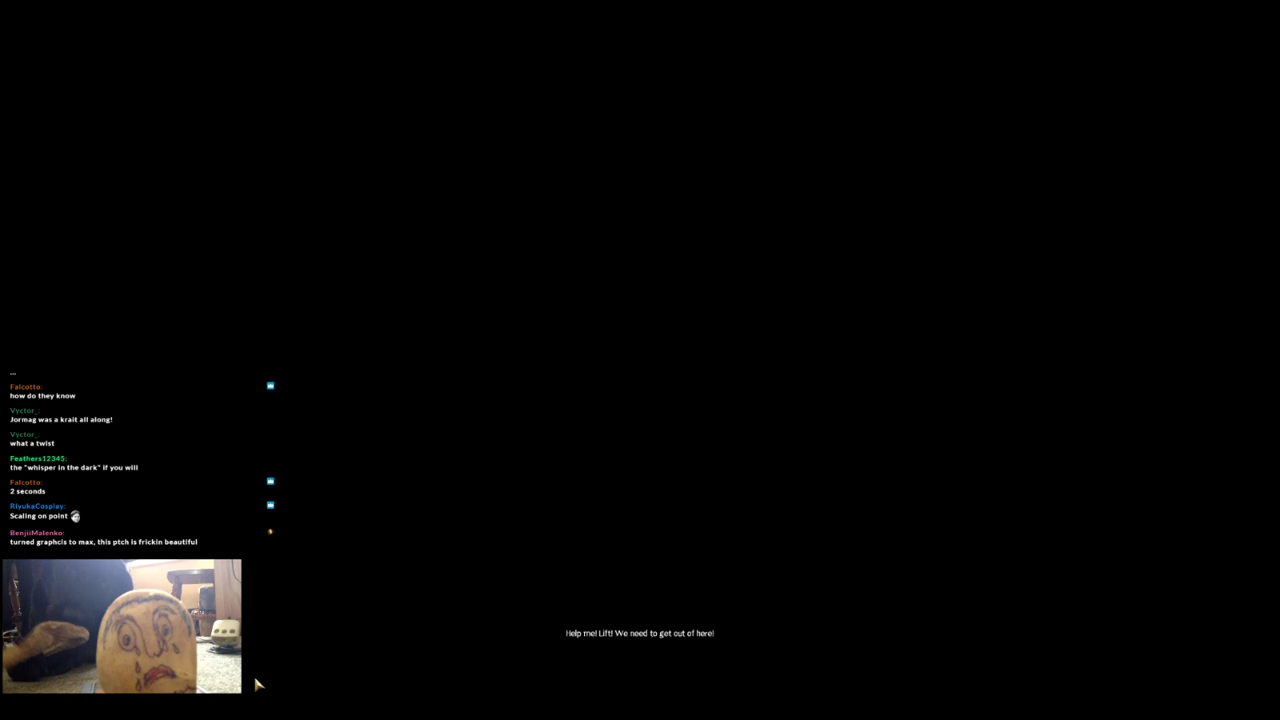 ...
Falcotto:
how do they know
Vyctor_:
Jormag was a krait all along!
Vyctor_:
what a twist
Feathers12345:
the "whisper in the dark" if you will
Falcotto:
2 seconds
RiyukaCosplay:
Scaling on point
BenjiiMalenko:
turned graphcis to max, this ptch is frickin beautiful
Help me! Lift! We need to get out of here!